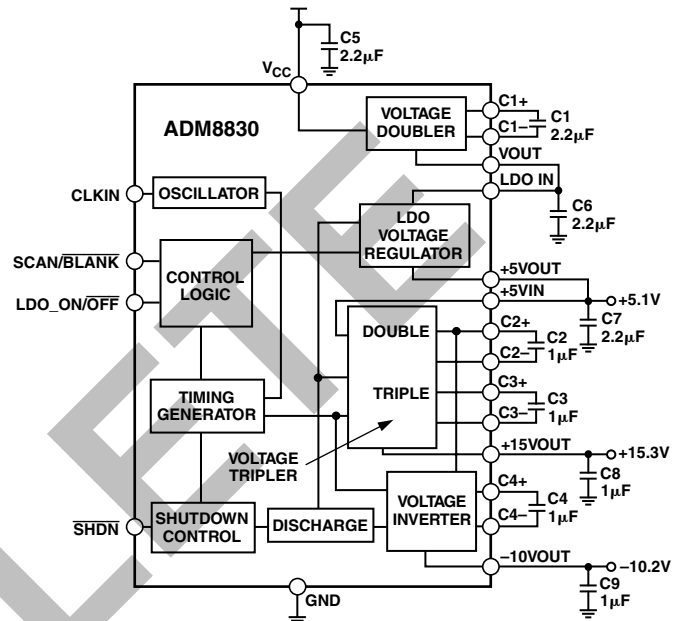 C5
2.2µF
VCC
ADM8830
VOLTAGE
DOUBLER
C1+
C1–
C1
2.2µF
VOUT
LDO IN
CLKIN
OSCILLATOR
LDO
VOLTAGE
REGULATOR
C6
2.2µF
SCAN/BLANK
CONTROL
LOGIC
LDO_ON/OFF
+5VOUT
+5VIN
+5.1V
C7
2.2µF
DOUBLE
C2+
C2–
C2
1µF
TIMING
GENERATOR
TRIPLE
C3+
C3–
C3
1µF
VOLTAGE
TRIPLER
+15VOUT
+15.3V
C8
1µF
SHDN
SHUTDOWN
CONTROL
DISCHARGE
VOLTAGE
INVERTER
C4+
C4–
C4
1µF
–10VOUT
–10.2V
C9
1µF
GND
LETE